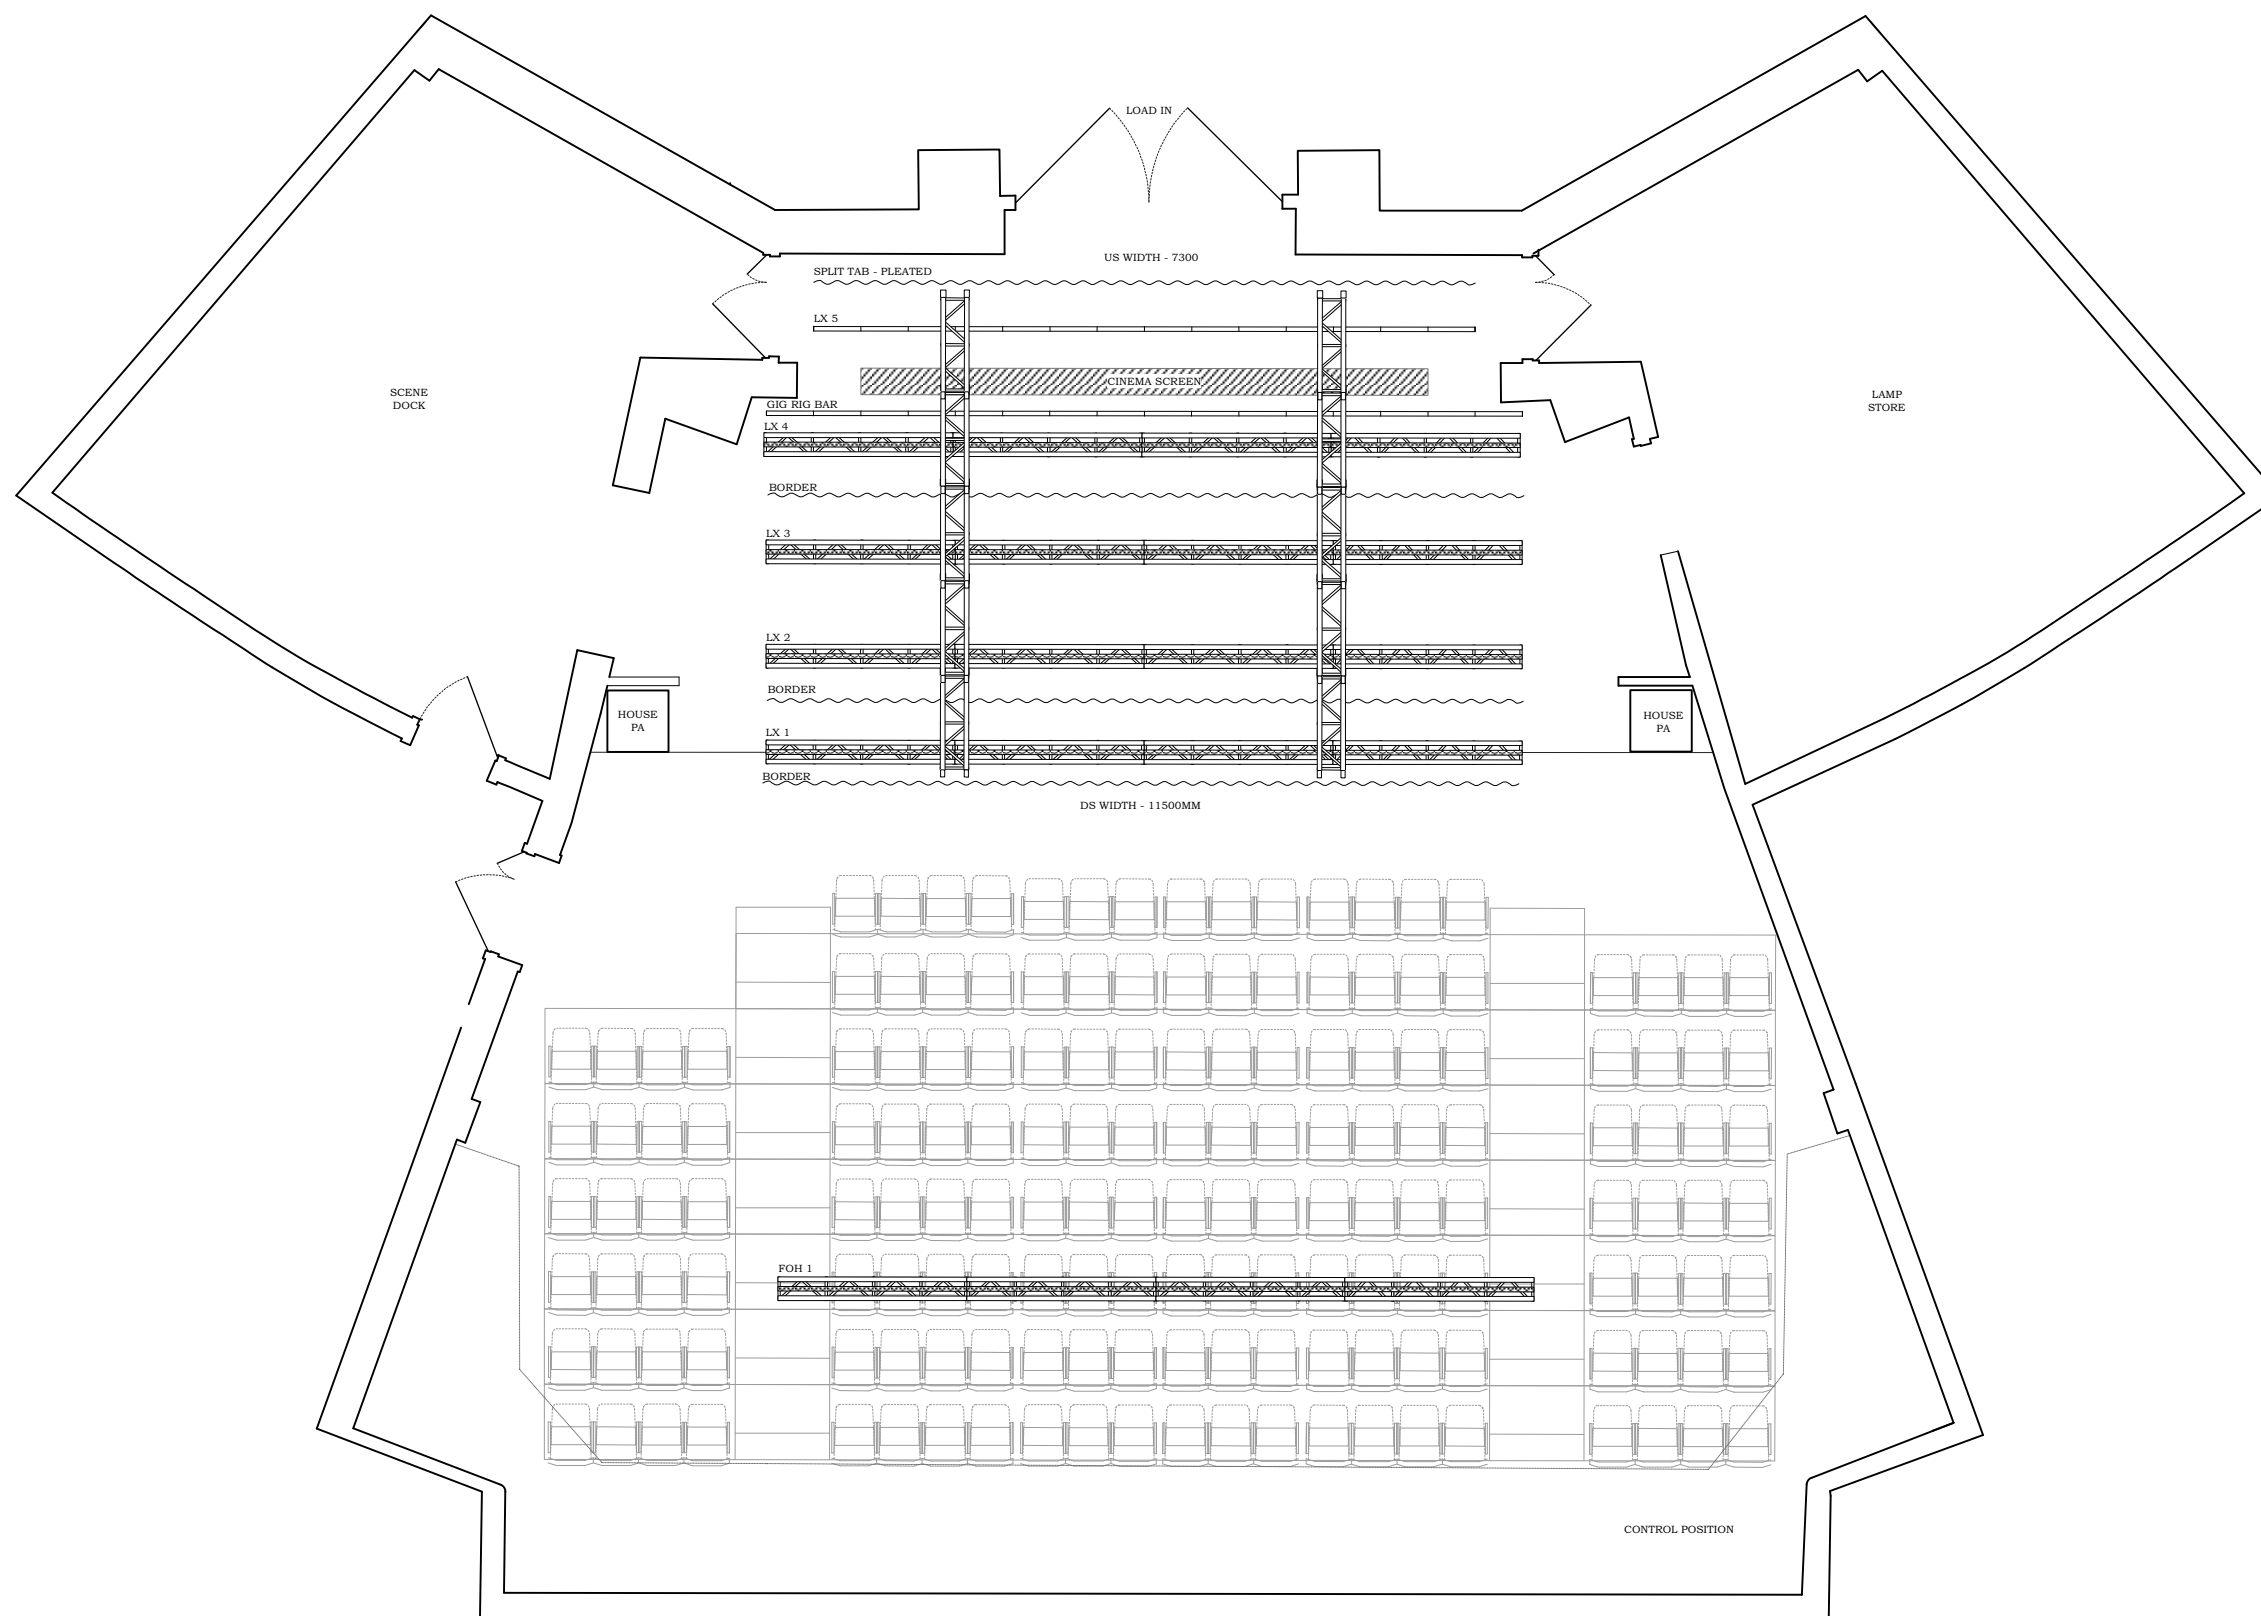 LOAD IN
US WIDTH - 7300
SPLIT TAB - PLEATED
LX 5
CINEMA SCREEN
SCENE
DOCK
LAMP
STORE
GIG RIG BAR
LX 4
BORDER
LX 3
LX 2
BORDER
HOUSE
PA
HOUSE
PA
LX 1
BORDER
DS WIDTH - 11500MM
FOH 1
CONTROL POSITION